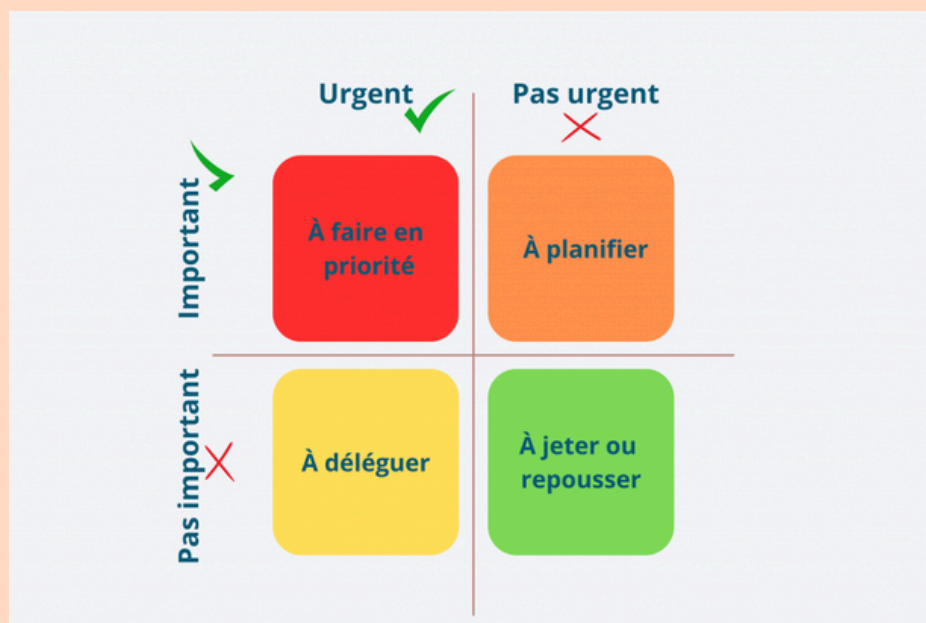 Urgent
Pas urgent
Important
À faire en
priorité
À planifier
Pas important
À déléguer
À jeter ou
repousser